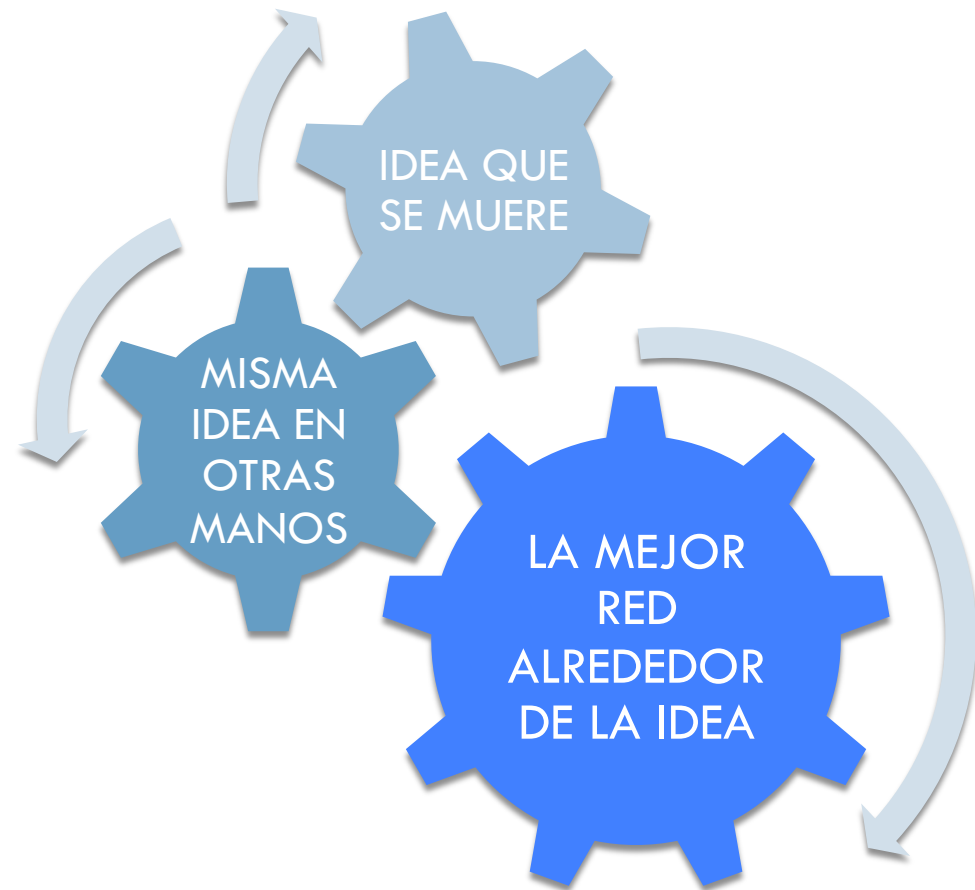 IDEA QUE
SE MUERE
MISMA
IDEA EN
OTRAS
MANOS
LA MEJOR
RED
ALREDEDOR
DE LA IDEA